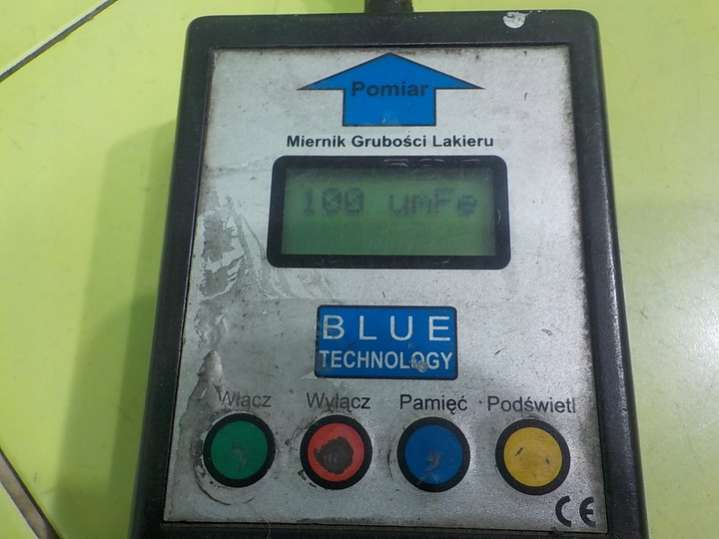 Pomiar
Miernik Grubości Lakieru
100 umFe
BLUE
TECHNOLOGY
Włącz Wyłącz Pamięć Podświetl
CE